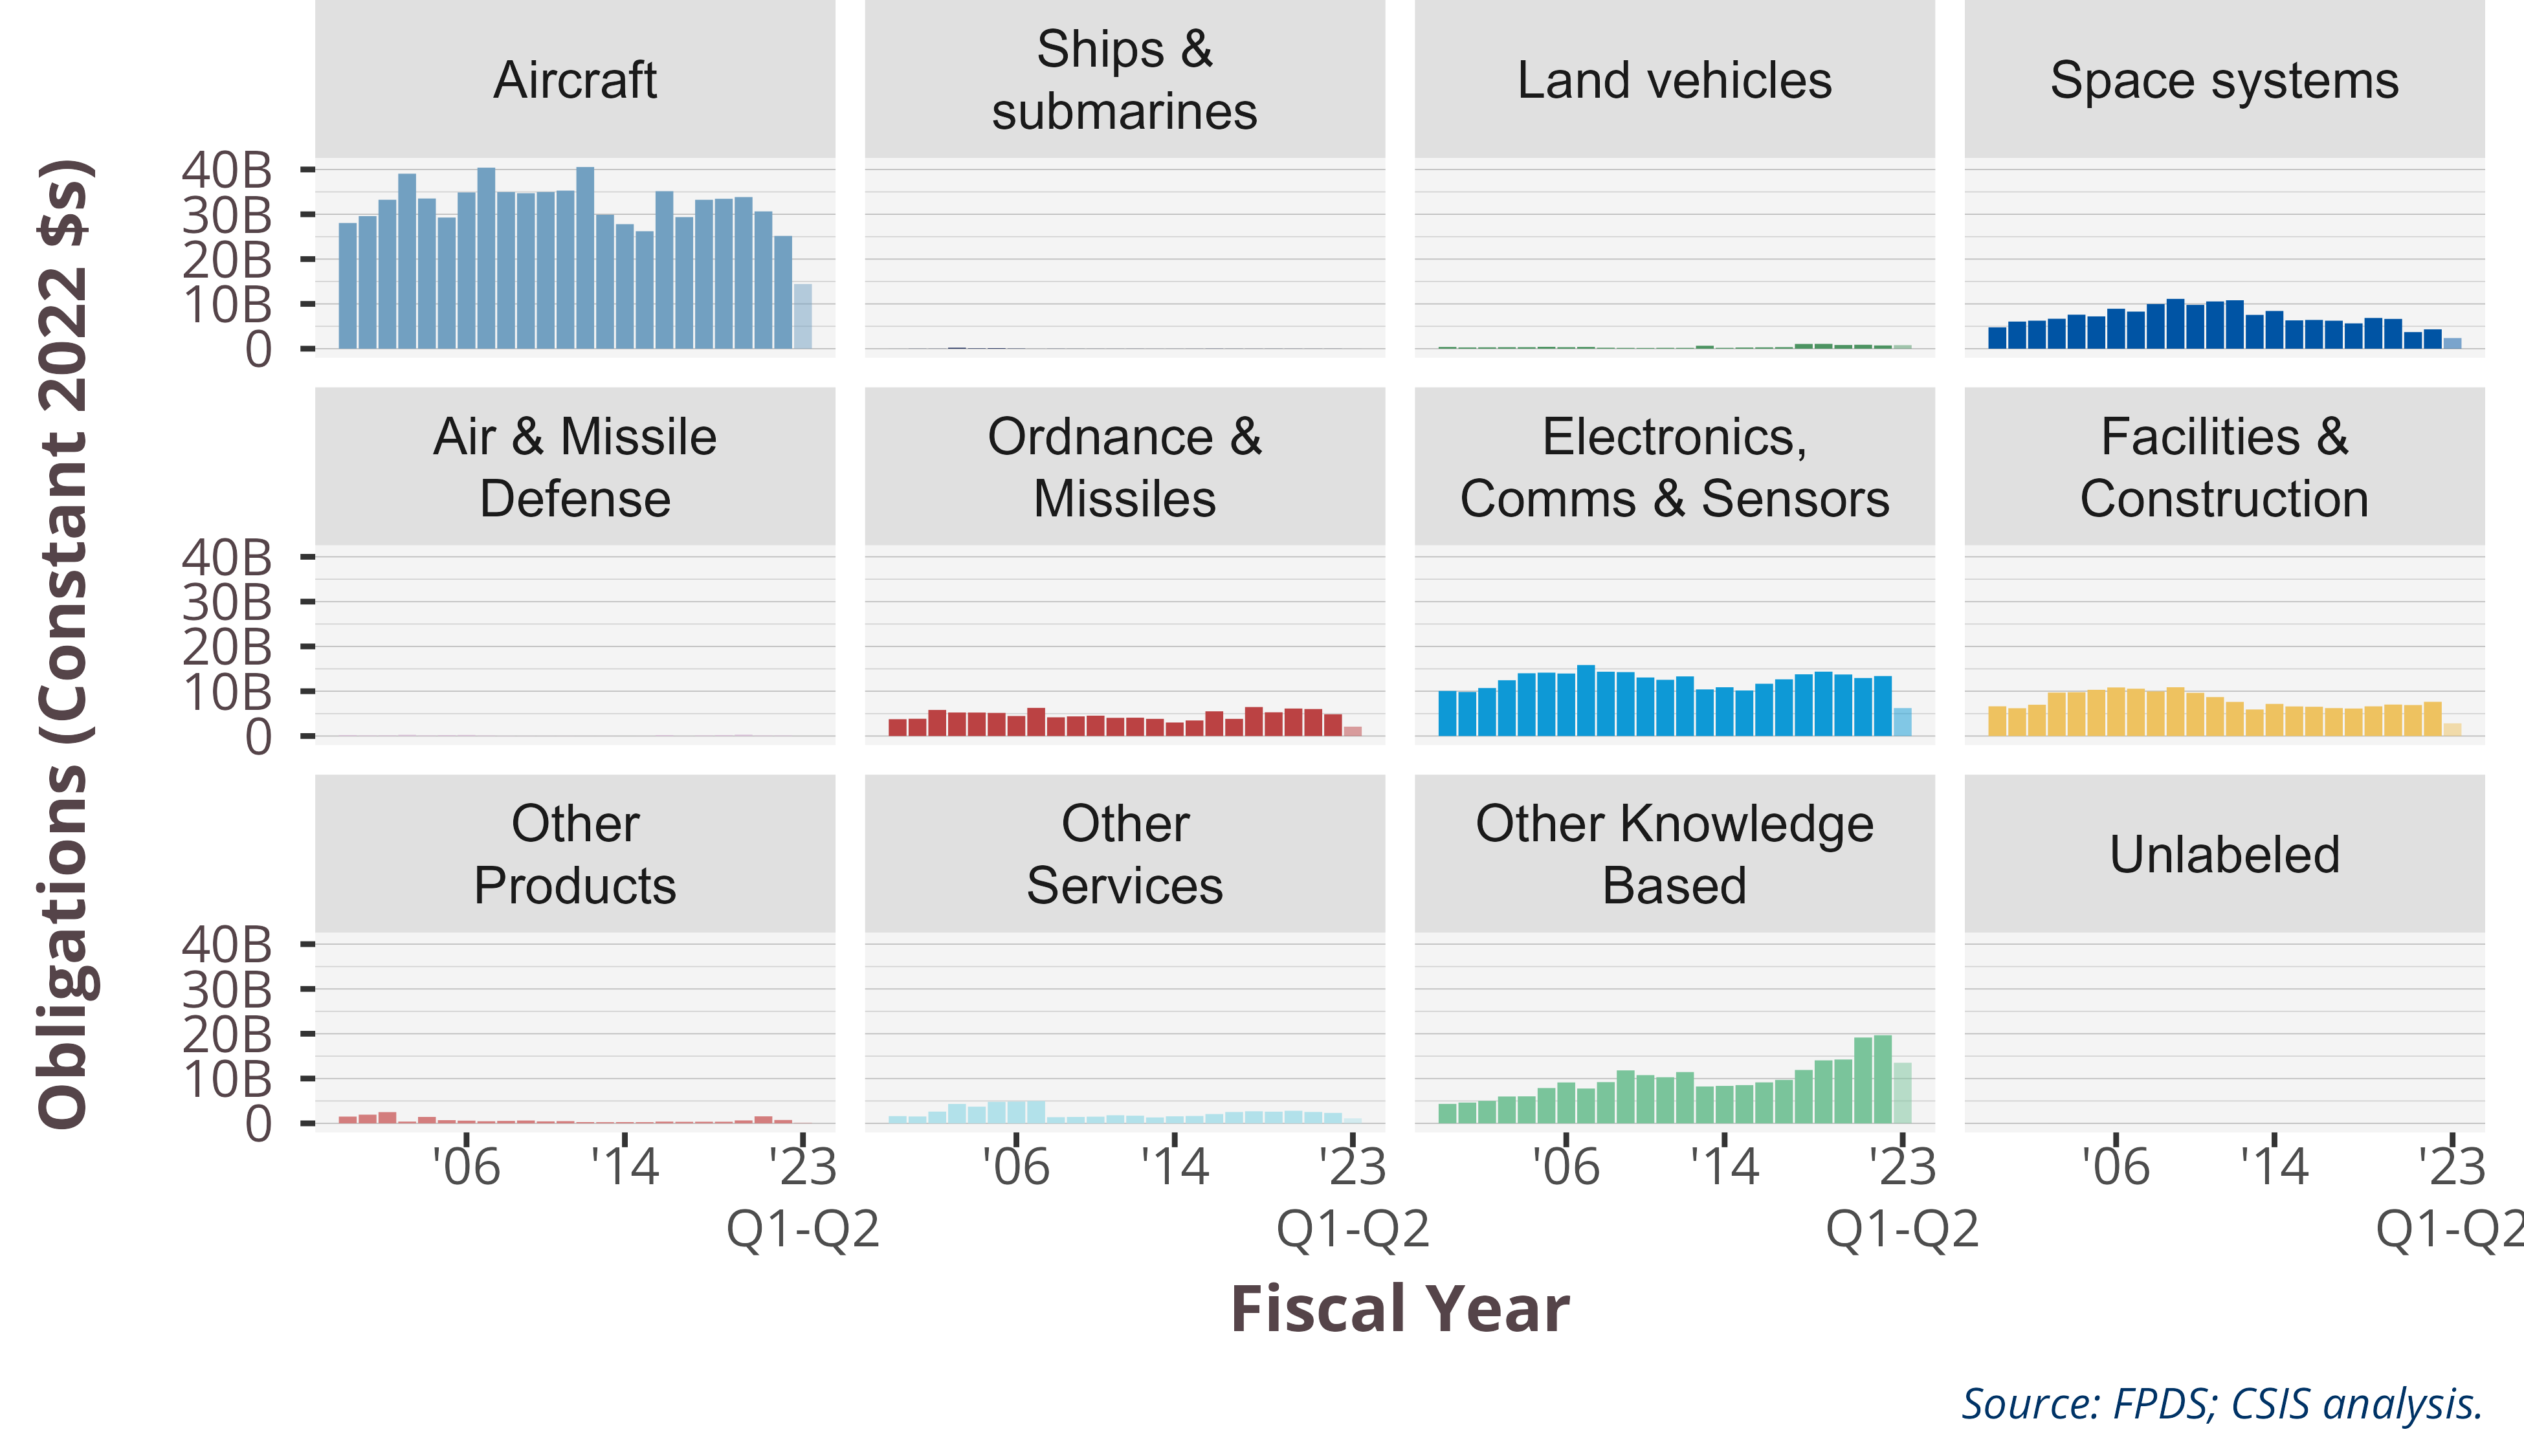 Obligations (Constant 2022 $s)
Aircraft
Ships &
submarines
Land vehicles
Space systems
40B
30B
20B
10B
0
Air & Missile
Defense
Ordnance &
Missiles
Electronics,
Comms & Sensors
Facilities &
Construction
40B
30B
20B
10B
0
Other
Products
Other
Services
Other Knowledge
Based
Unlabeled
40B
30B
20B
10B
0
'06 '14 '23 '06 '14 '23 '06 '14 '23 '06 '14 '23
Q1-Q2 Q1-Q2 Q1-Q2 Q1-Q2
Fiscal Year
Source: FPDS; CSIS analysis.